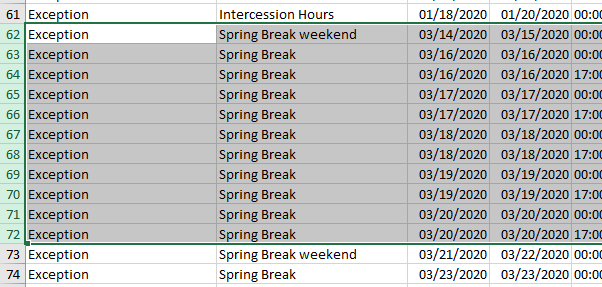 61 Exception Intercession Hours 01/18/2020 01/20/2020 00:00
62 Exception Spring Break weekend 03/14/2020 03/15/2020 00:00
63 Exception Spring Break 03/16/2020 03/16/2020 00:00
64 Exception Spring Break 03/16/2020 03/16/2020 17:00
65 Exception Spring Break 03/17/2020 03/17/2020 00:00
66 Exception Spring Break 03/17/2020 03/17/2020 17:00
67 Exception Spring Break 03/18/2020 03/18/2020 00:00
68 Exception Spring Break 03/18/2020 03/18/2020 17:00
69 Exception Spring Break 03/19/2020 03/19/2020 00:00
70 Exception Spring Break 03/19/2020 03/19/2020 17:00
71 Exception Spring Break 03/20/2020 03/20/2020 00:00
72 Exception Spring Break 03/20/2020 03/20/2020 17:00
73 Exception Spring Break weekend 03/21/2020 03/22/2020 00:00
74 Exception Spring Break 03/23/2020 03/23/2020 00:00